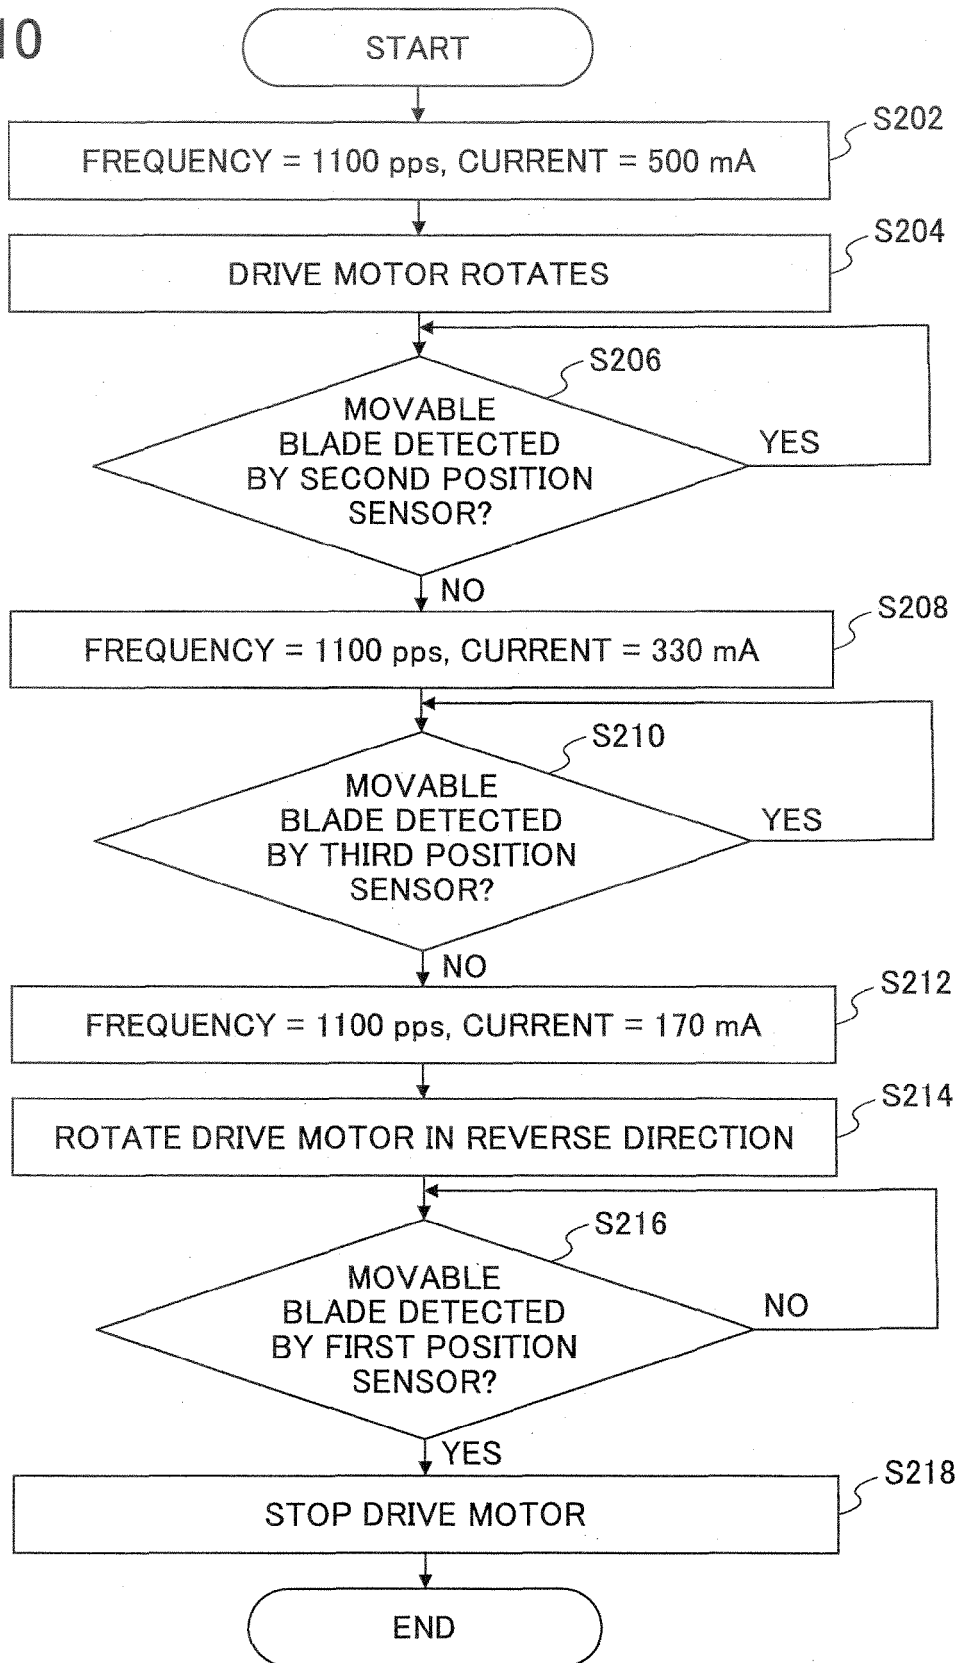 10
START
S202
FREQUENCY = 1100 pps, CURRENT = 500 mA
S204
DRIVE MOTOR ROTATES
S206
MOVABLE
BLADE DETECTED
BY SECOND POSITION
SENSOR?
YES
NO
S208
FREQUENCY = 1100 pps, CURRENT = 330 mA
S210
MOVABLE
BLADE DETECTED
BY THIRD POSITION
SENSOR?
YES
NO
S212
FREQUENCY = 1100 pps, CURRENT = 170 mA
S214
ROTATE DRIVE MOTOR IN REVERSE DIRECTION
S216
MOVABLE
BLADE DETECTED
BY FIRST POSITION
SENSOR?
NO
YES
S218
STOP DRIVE MOTOR
END